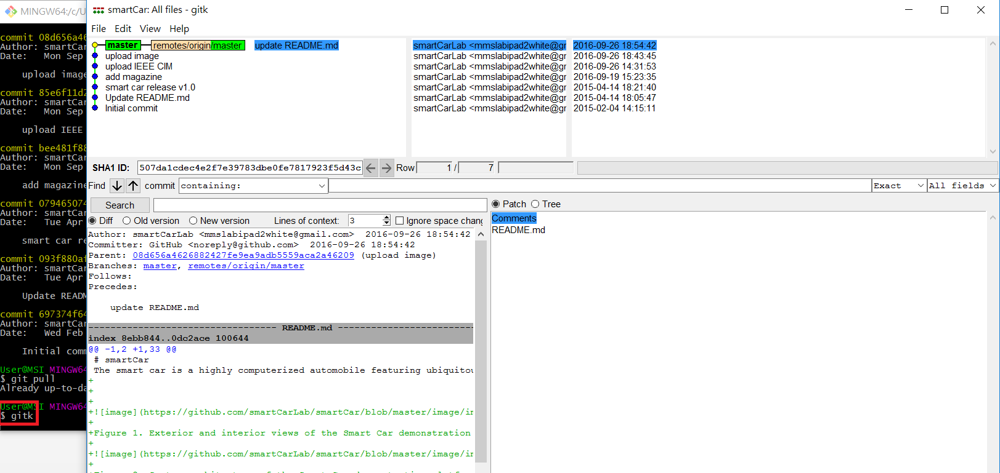 MINGW64:/c/U
commit 08d656a46
Author: smartCar
Date:   Mon Sep
upload image
commit 85e6f11d2
Author: smartCar
Date:   Mon Sep
upload IEEE
commit bee481f88
Author: smartCar
Date:   Mon Sep
add magazine
commit 079465074
Author: smartCar
Date:   Tue Apr
smart car re
commit 093f880af
Author: smartCar
Date:   Tue Apr
Update READM
commit 697374f64
Author: smartCar
Date:   Wed Feb
Initial comm
User@MSI MINGW64
$ git pull
Already up-to-da
User@MSI MINGW64
$ gitk
smartCar: All files - gitk
File Edit View Help
master remotes/origin/master update README.md smartCarLab <mmslabipad2white@gr 2016-09-26 18:54:42
upload image smartCarLab <mmslabipad2white@gr 2016-09-26 18:43:45
upload IEEE CIM smartCarLab <mmslabipad2white@gr 2016-09-26 14:31:53
add magazine smartCarLab <mmslabipad2white@gr 2016-09-19 15:23:35
smart car release v1.0 smartCarLab <mmslabipad2white@gr 2015-04-14 18:21:40
Update README.md smartCarLab <mmslabipad2white@gr 2015-04-14 18:05:47
Initial commit smartCarLab <mmslabipad2white@gr 2015-02-04 14:15:11
SHA1 ID: 507da1cdec4e2f7e39783dbe0fe7817923f5d43c Row 1 / 7
Find commit containing: Exact All fields
Search
Diff Old version New version Lines of context: 3 Ignore space chang
Author: smartCarLab <mmslabipad2white@gmail.com>  2016-09-26 18:54:42
Committer: GitHub <noreply@github.com>  2016-09-26 18:54:42
Parent: 08d656a4626882427fe9ea9adb5559aca2a46209 (upload image)
Branches: master, remotes/origin/master
Follows:
Precedes:
update README.md
---------------------------------- README.md ----------------------------------
index 8ebb844..0dc2ace 100644
@@ -1,2 +1,33 @@
# smartCar
The smart car is a highly computerized automobile featuring ubiquitou
+
+
+
+![image](https://github.com/smartCarLab/smartCar/blob/master/image/in
+
+Figure 1. Exterior and interior views of the Smart Car demonstration
+
+![image](https://github.com/smartCarLab/smartCar/blob/master/image/in
+
Patch Tree
Comments
README.md